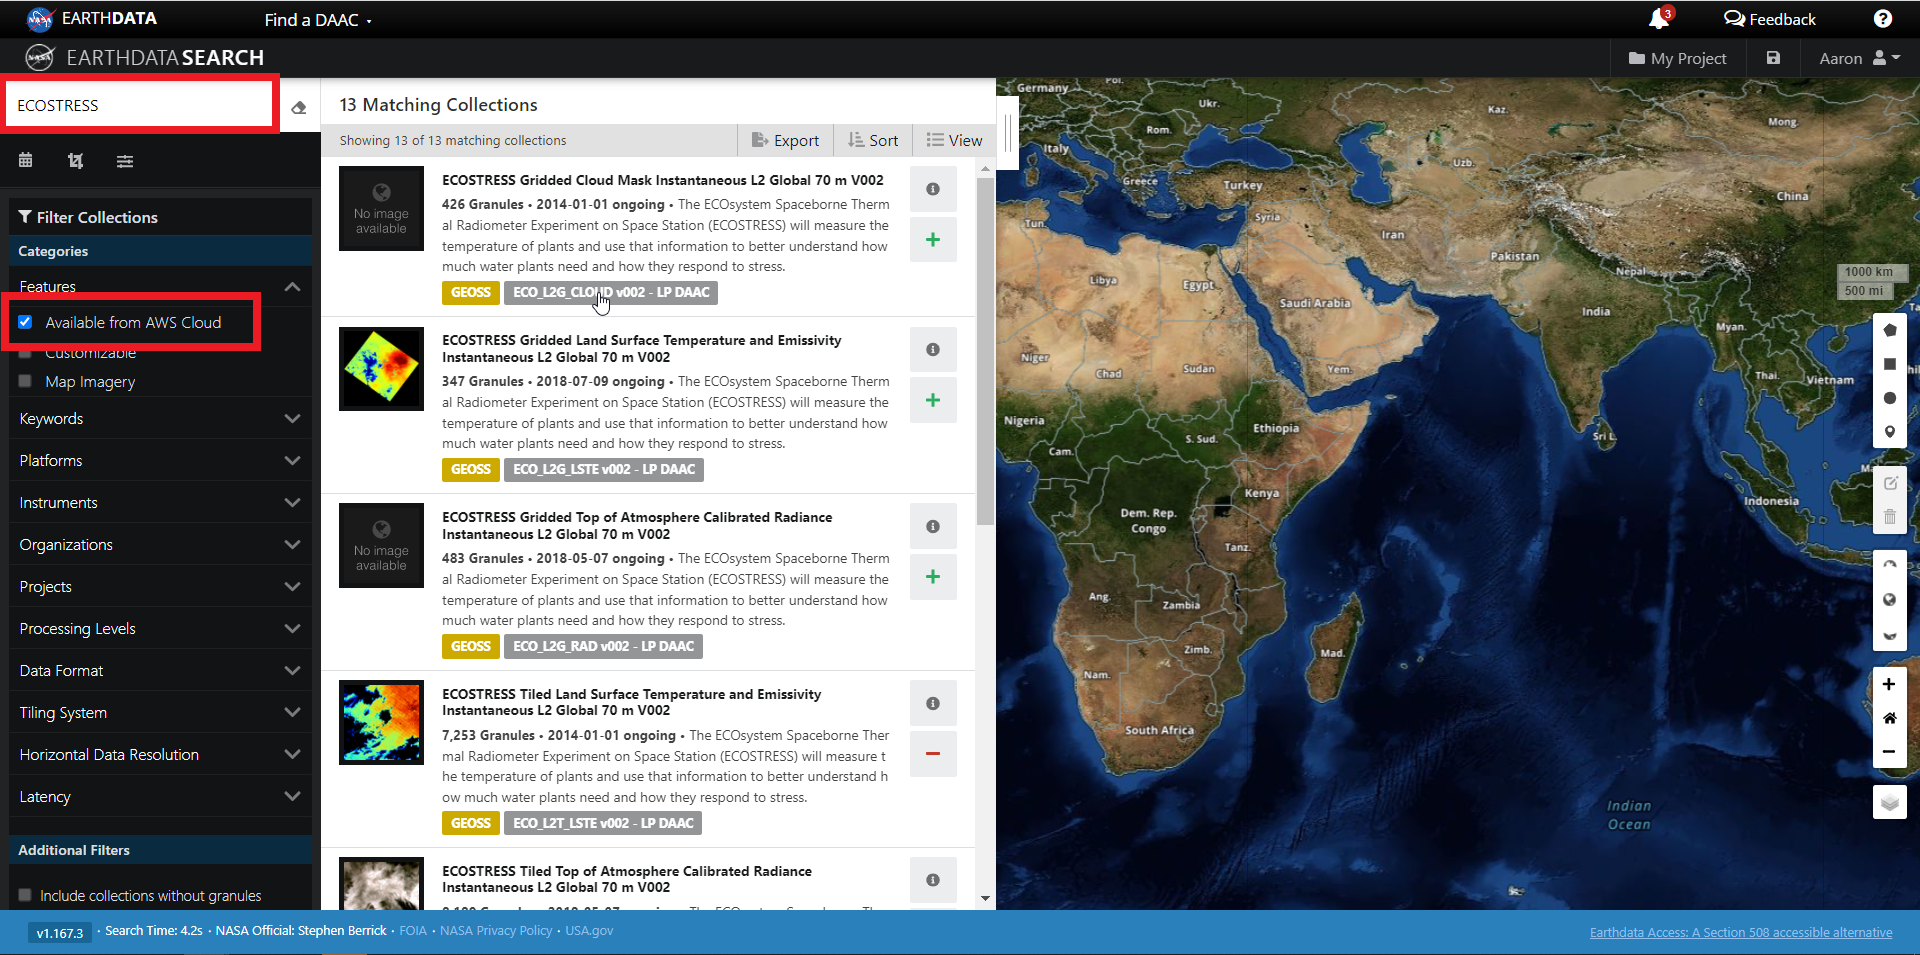 NASA EARTHDATA Find a DAAC 3 Feedback ?
NASA EARTHDATA SEARCH My Project Aaron
ECOSTRESS
Filter Collections
Categories
Features
Available from AWS Cloud
Customizable
Map Imagery
Keywords
Platforms
Instruments
Organizations
Projects
Processing Levels
Data Format
Tiling System
Horizontal Data Resolution
Latency
Additional Filters
Include collections without granules
13 Matching Collections
Showing 13 of 13 matching collections Export Sort View
No image
available
ECOSTRESS Gridded Cloud Mask Instantaneous L2 Global 70 m V002
426 Granules • 2014-01-01 ongoing • The ECOsystem Spaceborne Therm
al Radiometer Experiment on Space Station (ECOSTRESS) will measure the
temperature of plants and use that information to better understand how
much water plants need and how they respond to stress.
GEOSS ECO_L2G_CLOUD v002 - LP DAAC
ECOSTRESS Gridded Land Surface Temperature and Emissivity
Instantaneous L2 Global 70 m V002
347 Granules • 2018-07-09 ongoing • The ECOsystem Spaceborne Therm
al Radiometer Experiment on Space Station (ECOSTRESS) will measure the
temperature of plants and use that information to better understand how
much water plants need and how they respond to stress.
GEOSS ECO_L2G_LSTE v002 - LP DAAC
No image
available
ECOSTRESS Gridded Top of Atmosphere Calibrated Radiance
Instantaneous L2 Global 70 m V002
483 Granules • 2018-05-07 ongoing • The ECOsystem Spaceborne Therm
al Radiometer Experiment on Space Station (ECOSTRESS) will measure the
temperature of plants and use that information to better understand how
much water plants need and how they respond to stress.
GEOSS ECO_L2G_RAD v002 - LP DAAC
ECOSTRESS Tiled Land Surface Temperature and Emissivity
Instantaneous L2 Global 70 m V002
7,253 Granules • 2014-01-01 ongoing • The ECOsystem Spaceborne Ther
mal Radiometer Experiment on Space Station (ECOSTRESS) will measure t
he temperature of plants and use that information to better understand h
ow much water plants need and how they respond to stress.
GEOSS ECO_L2T_LSTE v002 - LP DAAC
ECOSTRESS Tiled Top of Atmosphere Calibrated Radiance
Instantaneous L2 Global 70 m V002
Germany
Pol.
Ukr.
Kaz.
Rom.
Mong.
Italy
Uzb.
Greece
Turkey
China
Tun.
Syria
Iran
Pakistan
Nepal
1000 km
500 mi
Libya
Egypt
Saudi Arabia
India
Myan.
Niger
Chad
Sudan
Yem.
Thai.
Vietnam
Nigeria
S. Sud.
Ethiopia
Sri L.
Cam.
Kenya
Indonesia
Dem. Rep.
Congo
Tanz.
Ang.
Zambia
Zimb.
Mad.
Nam.
South Africa
Indian
Ocean
v1.167.3 · Search Time: 4.2s · NASA Official: Stephen Berrick · FOIA · NASA Privacy Policy · USA.gov Earthdata Access: A Section 508 accessible alternative